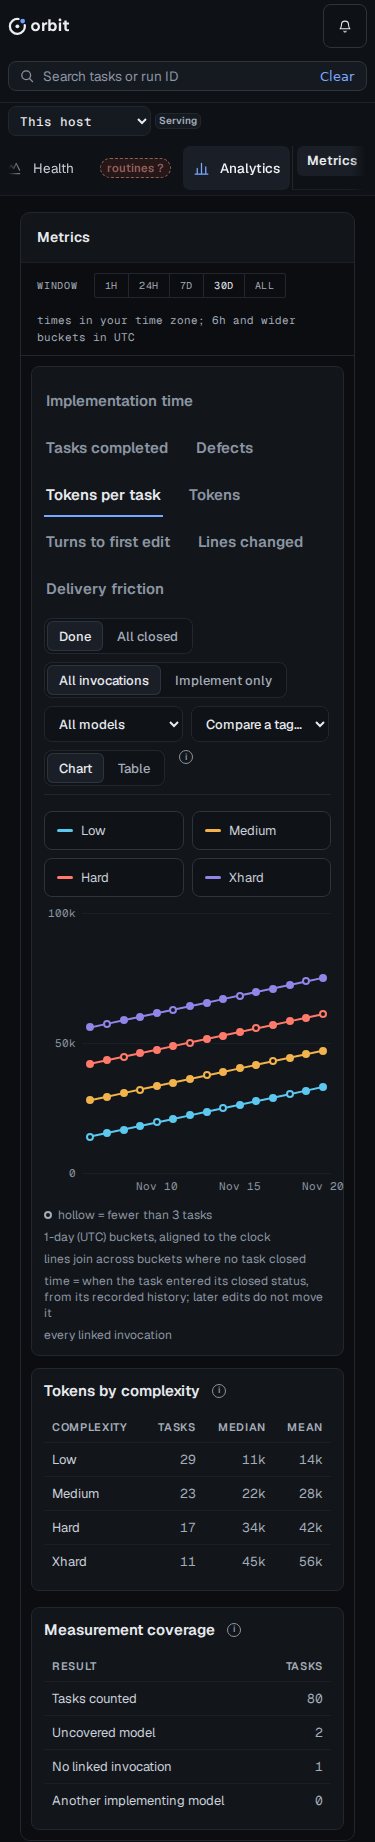 orbit
Search tasks or run ID Clear
This host Serving
Health routines ? Analytics Metrics
Metrics
WINDOW 1H 24H 7D 30D ALL
times in your time zone; 6h and wider
buckets in UTC
Implementation time
Tasks completed Defects
Tokens per task Tokens
Turns to first edit Lines changed
Delivery friction
Done All closed
All invocations Implement only
All models Compare a tag…
Chart Table
Low Medium
Hard Xhard
100k
50k
0
Nov 10 Nov 15 Nov 20
hollow = fewer than 3 tasks
1-day (UTC) buckets, aligned to the clock
lines join across buckets where no task closed
time = when the task entered its closed status,
from its recorded history; later edits do not move
it
every linked invocation
Tokens by complexity
COMPLEXITY TASKS MEDIAN MEAN
Low 29 11k 14k
Medium 23 22k 28k
Hard 17 34k 42k
Xhard 11 45k 56k
Measurement coverage
RESULT TASKS
Tasks counted 80
Uncovered model 2
No linked invocation 1
Another implementing model 0